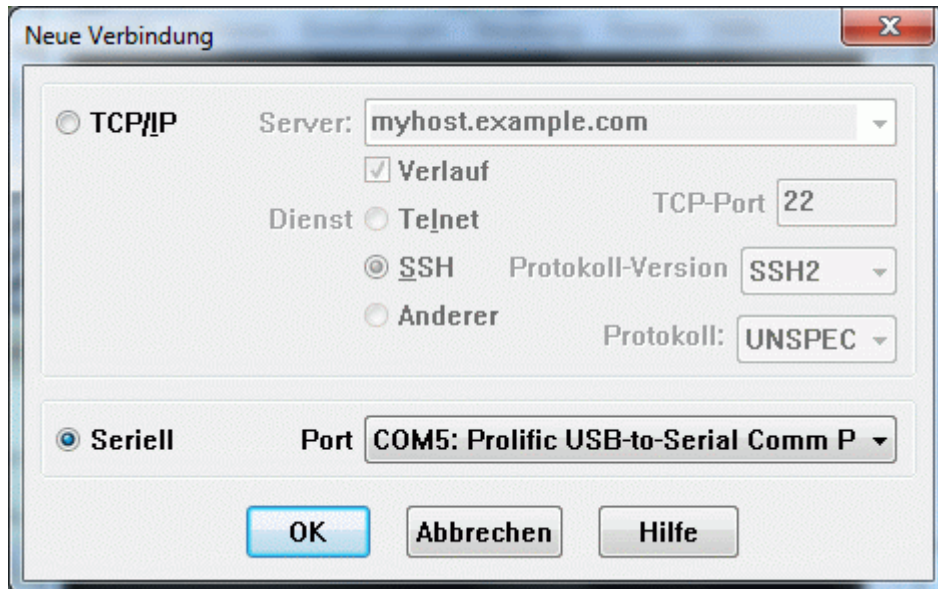 Neue Verbindung
TCP/IP Server: myhost.example.com
Verlauf
TCP-Port 22
Dienst Telnet
SSH Protokoll-Version SSH2
Anderer
Protokoll: UNSPEC
Seriell Port COM5: Prolific USB-to-Serial Comm P
OK Abbrechen Hilfe